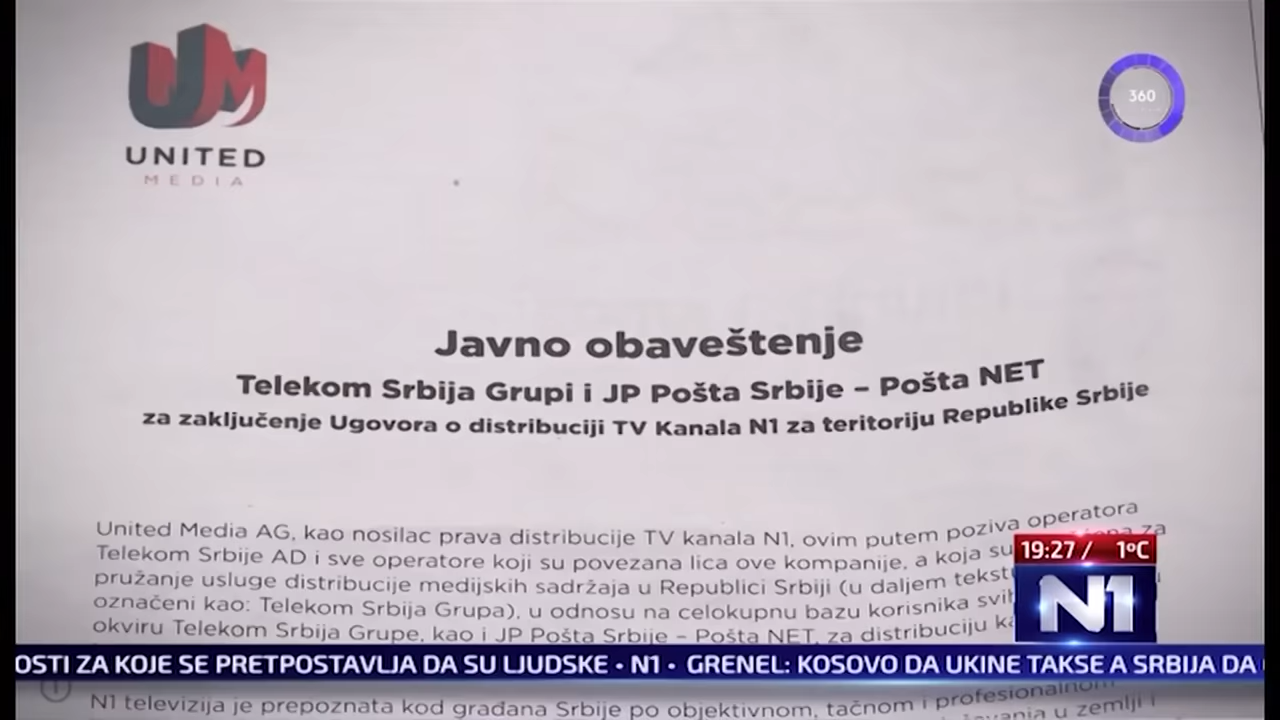 UM
UNITED
MEDIA
360
Javno obaveštenje
Telekom Srbija Grupi i JP Pošta Srbije – Pošta NET
za zaključenje Ugovora o distribuciji TV Kanala N1 za teritoriju Republike Srbije
United Media AG, kao nosilac prava distribucije TV kanala N1, ovim putem poziva operatora
Telekom Srbije AD i sve operatore koji su povezana lica ove kompanije, a koja su za
pružanje usluge distribucije medijskih sadržaja u Republici Srbiji (u daljem
označeni kao: Telekom Srbija Grupa), u odnosu na celokupnu bazu korisnika
okviru Telekom Srbija Grupe, kao i JP Pošta Srbije – Pošta NET, za distribuciju
19:27 / 1°C
N1
OSTI ZA KOJE SE PRETPOSTAVLJA DA SU LJUDSKE • N1 • GRENEL: KOSOVO DA UKINE TAKSE A SRBIJA DA
N1 televizija je prepoznata kod građana Srbije po objektivnom, tačnom i profesionalnom
u zemlji i